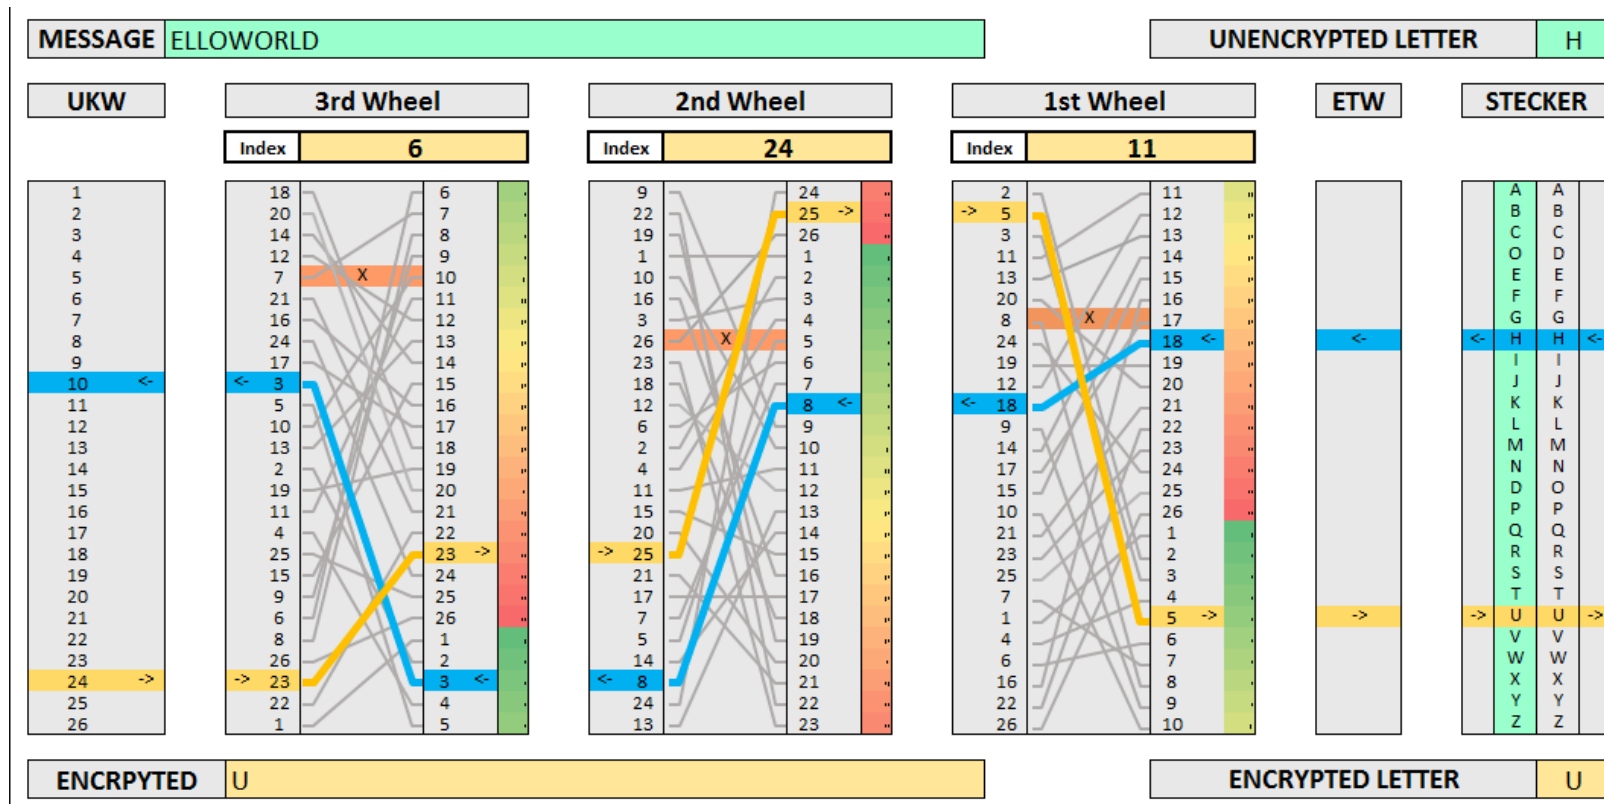 MESSAGE ELLOWORLD UNENCRYPTED LETTER H
UKW 3rd Wheel 2nd Wheel 1st Wheel ETW STECKER
Index 6 Index 24 Index 11
1 18 6 9 24 2 11 A A
2 20 7 22 25 -> -> 5 12 B B
3 14 8 19 26 3 13 C C
4 12 9 1 1 11 14 O D
5 7 X 10 10 2 13 15 E E
6 21 11 16 3 20 16 F F
7 16 12 3 4 8 X 17 G G
8 24 13 26 X 5 24 18 <- <- <- H H <-
9 17 14 23 6 19 19 I I
10 <- <- 3 15 18 7 12 20 J J
11 5 16 12 8 <- <- 18 21 K K
12 10 17 6 9 9 22 L L
13 13 18 2 10 14 23 M M
14 2 19 4 11 17 24 N N
15 19 20 11 12 15 25 D O
16 11 21 15 13 10 26 P P
17 4 22 20 14 21 1 Q Q
18 25 23 -> -> 25 15 23 2 R R
19 15 24 21 16 25 3 S S
20 9 25 17 17 7 4 T T
21 6 26 7 18 1 5 -> -> -> U U ->
22 8 1 5 19 4 6 V V
23 26 2 14 20 6 7 W W
24 -> -> 23 3 <- <- 8 21 16 8 X X
25 22 4 24 22 22 9 Y Y
26 1 5 13 23 26 10 Z Z
ENCRPYTED U ENCRYPTED LETTER U